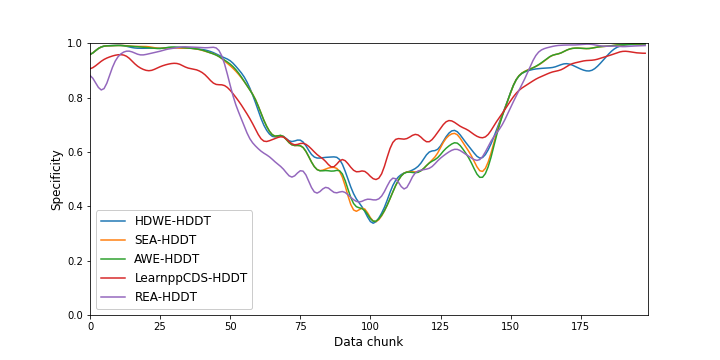 1.0
0.8
0.6
0.4
0.2
0.0
Specificity
HDWE-HDDT
SEA-HDDT
AWE-HDDT
LearnppCDS-HDDT
REA-HDDT
0 25 50 75 100 125 150 175
Data chunk